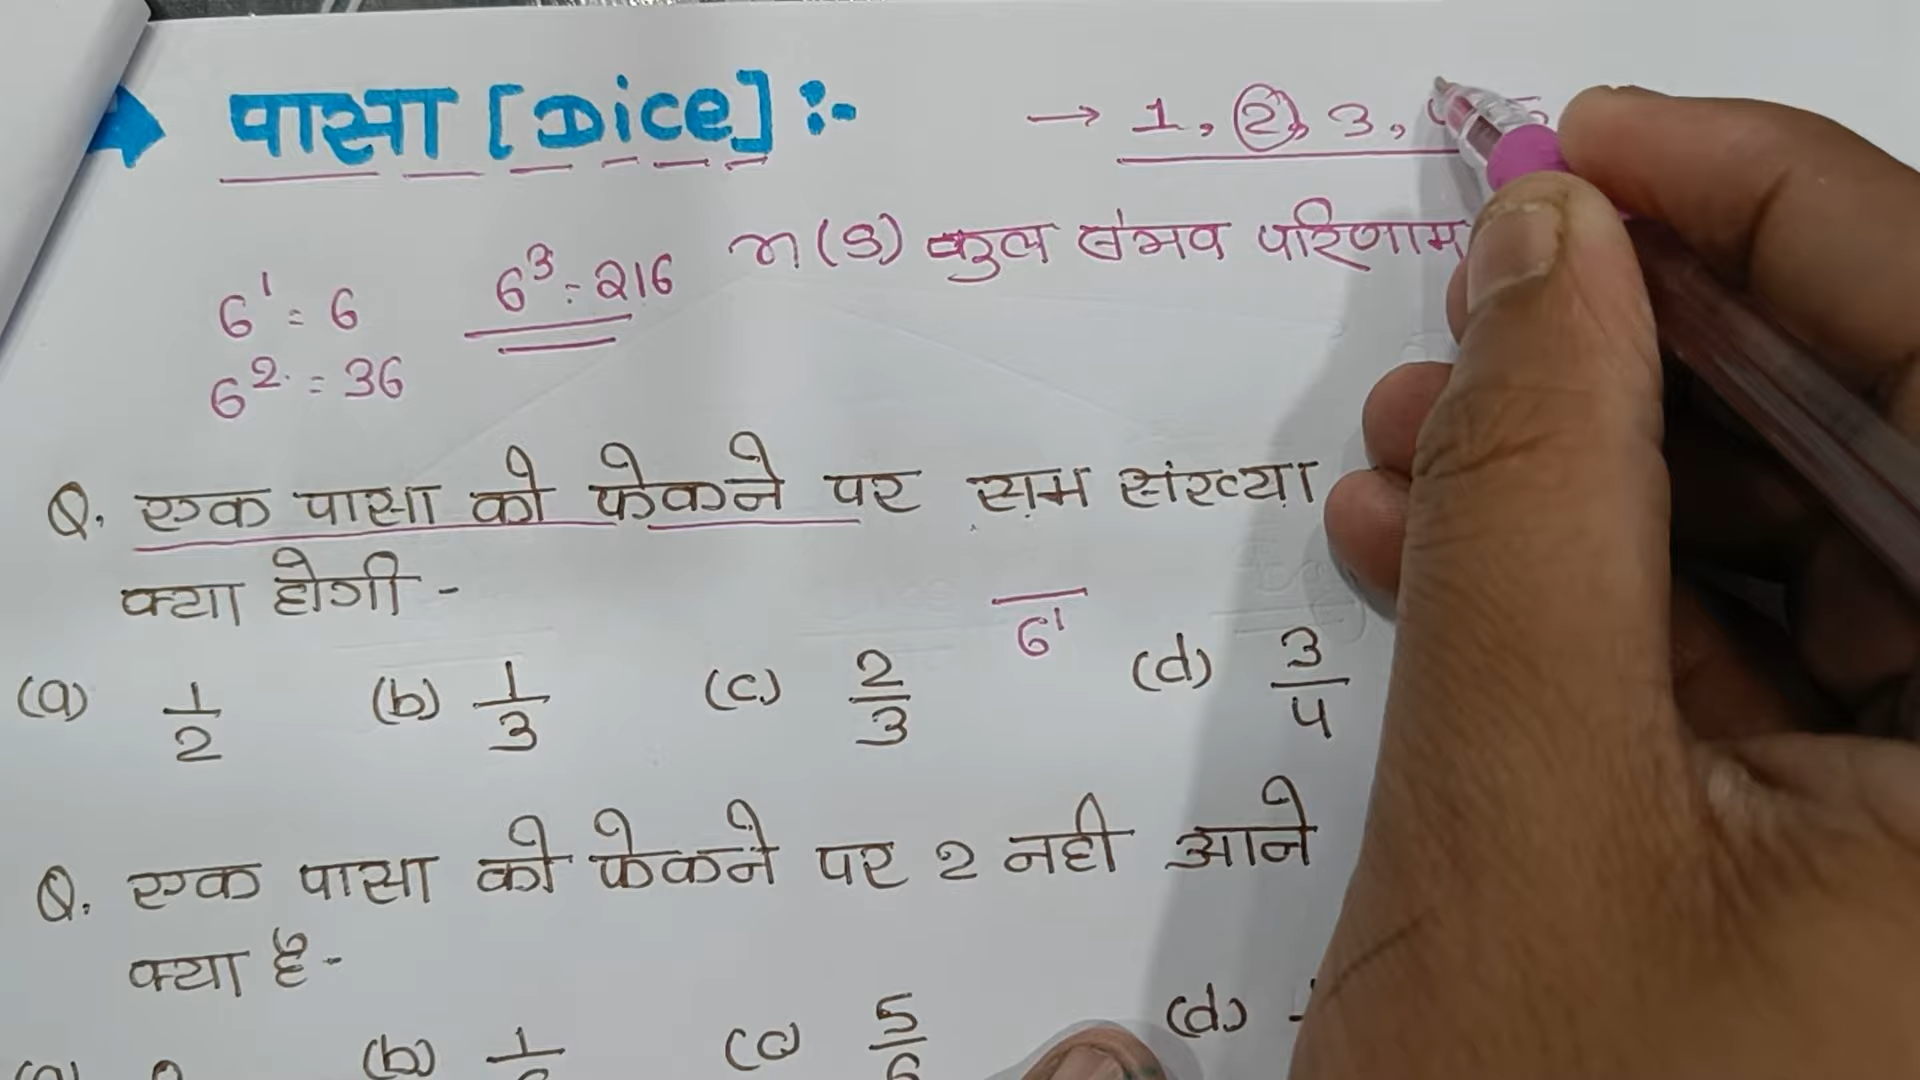 पासा [Dice] :-
→ 1, 2, 3,
n(S) कुल संभव परिणाम
6¹ = 6
6³ = 216
6² = 36
Q. एक पासा को फेकने पर सम संख्या
क्या होगी -
6¹
(a) 1/2 (b) 1/3 (c) 2/3 (d) 3/4
Q. एक पासा को फेकने पर 2 नही आने
क्या है -
(b) (c) 5/6 (d)